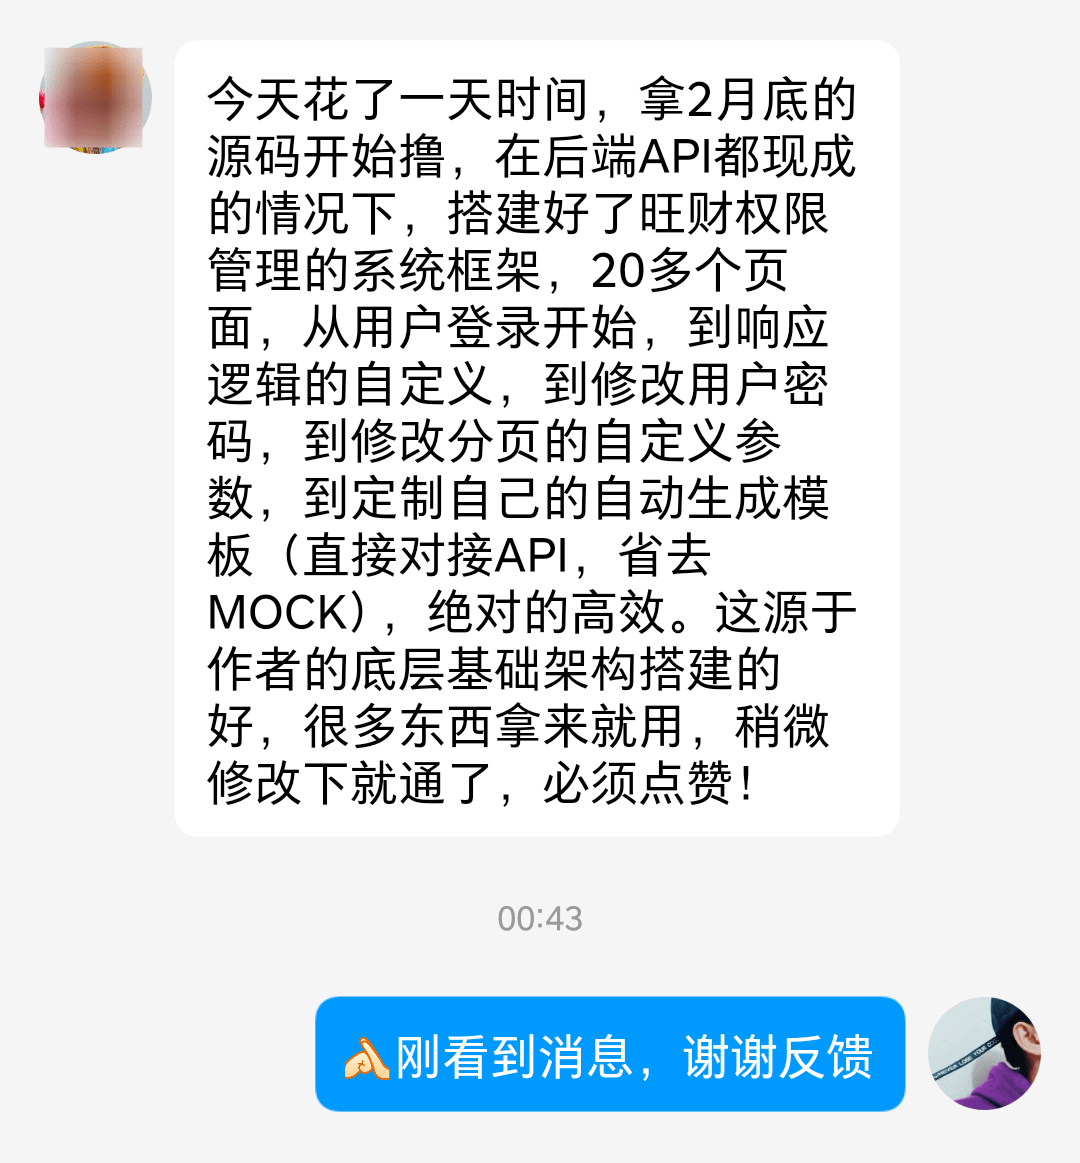 今天花了一天时间，拿2月底的
源码开始撸，在后端API都现成
的情况下，搭建好了旺财权限
管理的系统框架，20多个页
面，从用户登录开始，到响应
逻辑的自定义，到修改用户密
码，到修改分页的自定义参
数，到定制自己的自动生成模
板（直接对接API，省去
MOCK），绝对的高效。这源于
作者的底层基础架构搭建的
好，很多东西拿来就用，稍微
修改下就通了，必须点赞！
00:43
刚看到消息，谢谢反馈